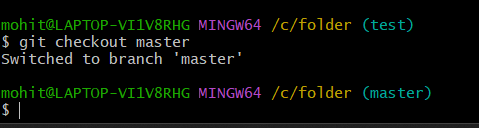 mohit@LAPTOP-VI1V8RHG MINGW64 /c/folder (test)
$ git checkout master
Switched to branch 'master'
mohit@LAPTOP-VI1V8RHG MINGW64 /c/folder (master)
$